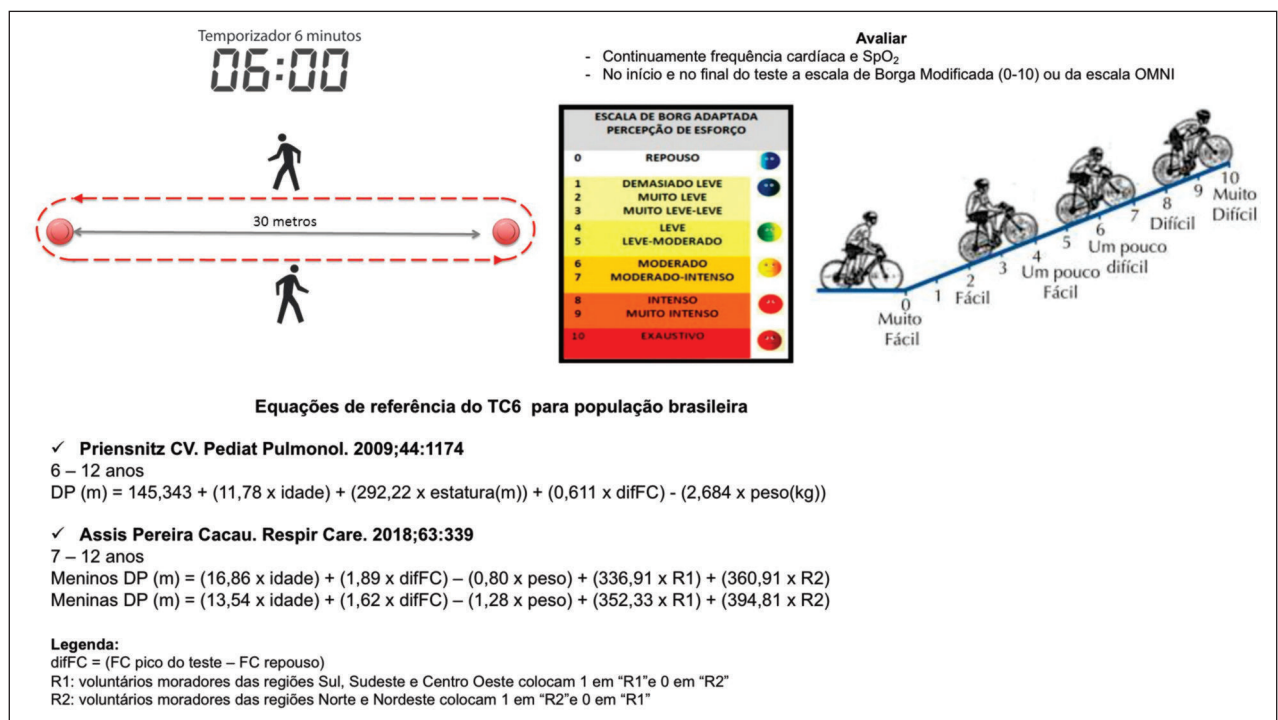 Temporizador 6 minutos
06:00
30 metros
Avaliar
- Continuamente frequência cardíaca e SpO₂
- No início e no final do teste a escala de Borga Modificada (0-10) ou da escala OMNI
ESCALA DE BORG ADAPTADA
PERCEPÇÃO DE ESFORÇO
0 REPOUSO
1 DEMASIADO LEVE
2 MUITO LEVE
3 MUITO LEVE-LEVE
4 LEVE
5 LEVE-MODERADO
6 MODERADO
7 MODERADO-INTENSO
8 INTENSO
9 MUITO INTENSO
10 EXAUSTIVO
0
Muito
Fácil
1
2
Fácil
3
4
Um pouco
Fácil
5
6
Um pouco
difícil
7
8
Difícil
9
10
Muito
Difícil
Equações de referência do TC6 para população brasileira
✓ Priensnitz CV. Pediat Pulmonol. 2009;44:1174
6 – 12 anos
DP (m) = 145,343 + (11,78 x idade) + (292,22 x estatura(m)) + (0,611 x difFC) - (2,684 x peso(kg))
✓ Assis Pereira Cacau. Respir Care. 2018;63:339
7 – 12 anos
Meninos DP (m) = (16,86 x idade) + (1,89 x difFC) – (0,80 x peso) + (336,91 x R1) + (360,91 x R2)
Meninas DP (m) = (13,54 x idade) + (1,62 x difFC) – (1,28 x peso) + (352,33 x R1) + (394,81 x R2)
Legenda:
difFC = (FC pico do teste – FC repouso)
R1: voluntários moradores das regiões Sul, Sudeste e Centro Oeste colocam 1 em “R1”e 0 em “R2”
R2: voluntários moradores das regiões Norte e Nordeste colocam 1 em “R2”e 0 em “R1”